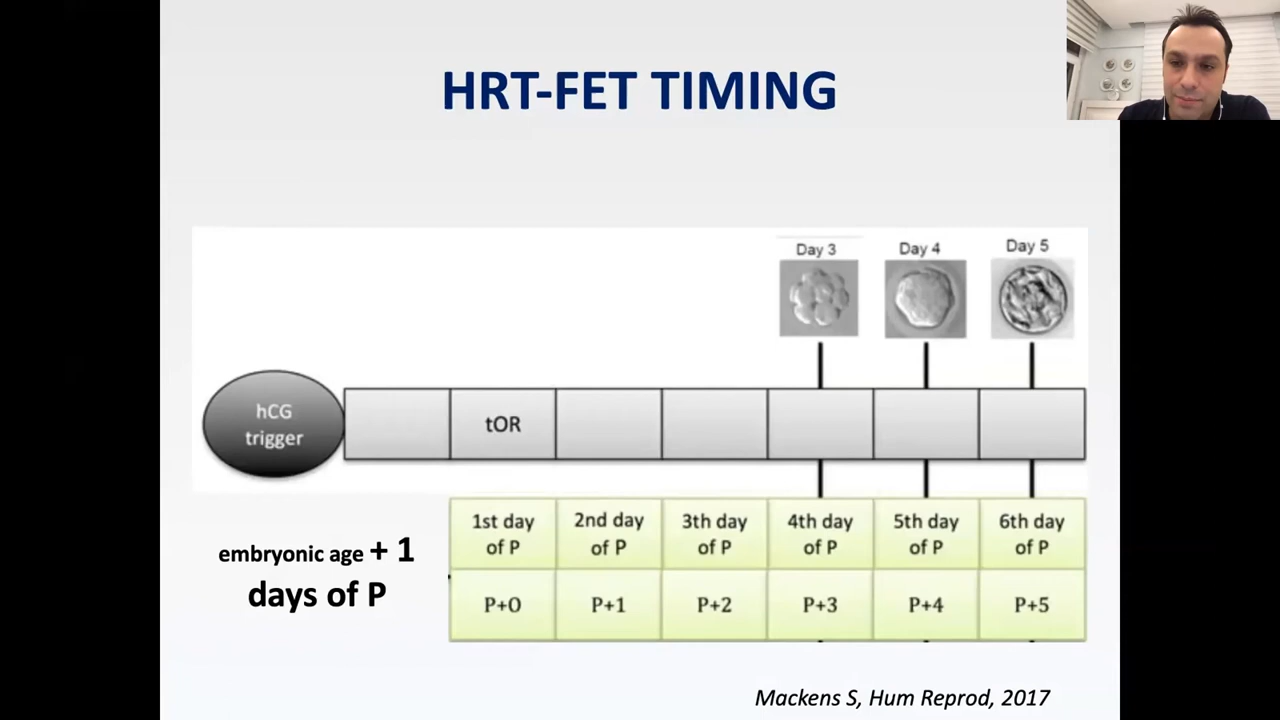 HRT-FET TIMING
Day 3
Day 4
Day 5
hCG
trigger
tOR
embryonic age + 1
days of P
1st day
of P
2nd day
of P
3th day
of P
4th day
of P
5th day
of P
6th day
of P
P+0
P+1
P+2
P+3
P+4
P+5
Mackens S, Hum Reprod, 2017